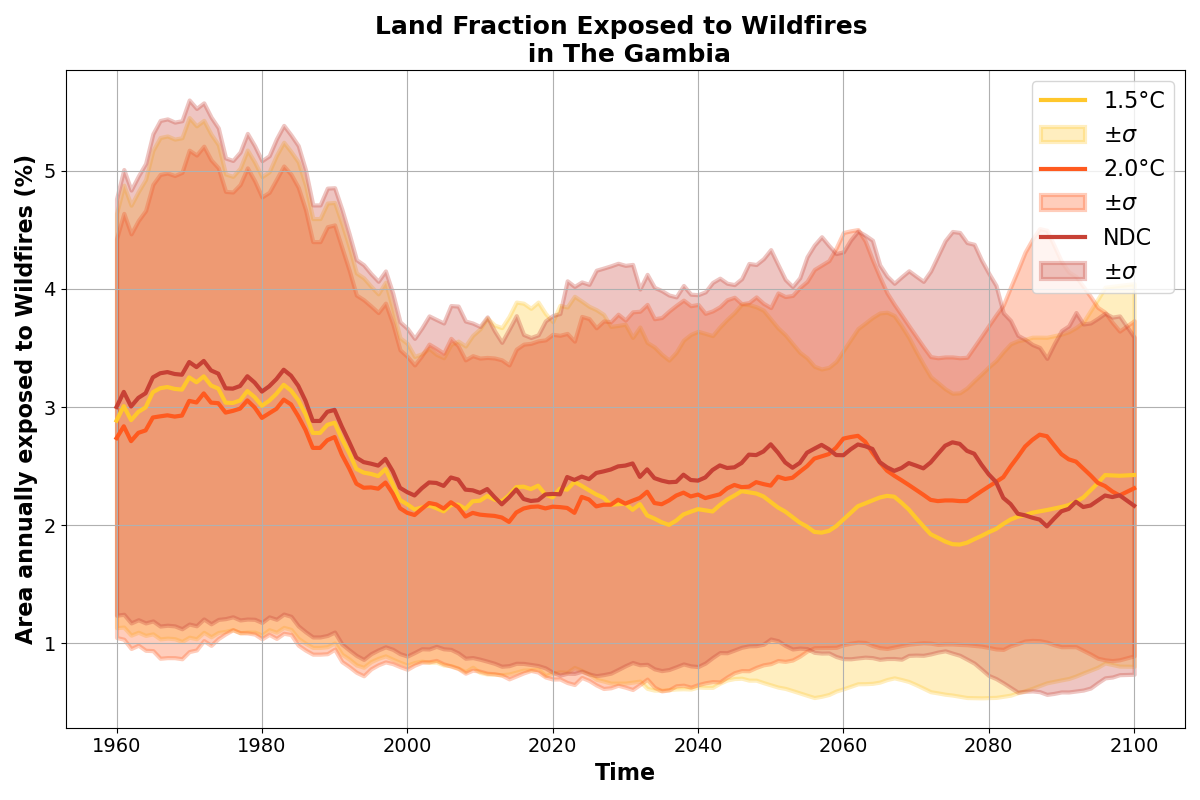 Land Fraction Exposed to Wildfires
in The Gambia
Area annually exposed to Wildfires (%)
5
4
3
2
1
1.5°C
±σ
2.0°C
±σ
NDC
±σ
1960 1980 2000 2020 2040 2060 2080 2100
Time